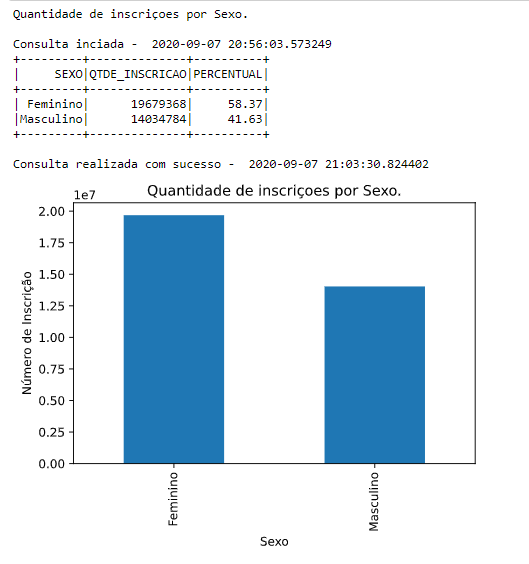 Quantidade de inscriçoes por Sexo.
Consulta inciada -  2020-09-07 20:56:03.573249
+---------+--------------+----------+
|     SEXO|QTDE_INSCRICAO|PERCENTUAL|
+---------+--------------+----------+
| Feminino|      19679368|     58.37|
|Masculino|      14034784|     41.63|
+---------+--------------+----------+
Consulta realizada com sucesso -  2020-09-07 21:03:30.824402
Quantidade de inscriçoes por Sexo.
1e7
2.00
1.75
1.50
1.25
1.00
0.75
0.50
0.25
0.00
Número de Inscrição
Feminino
Masculino
Sexo